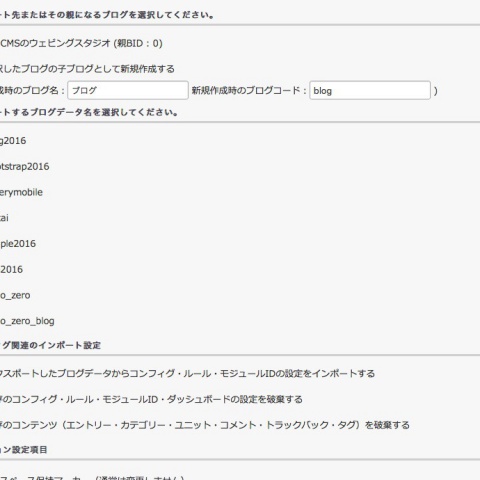 ート先またはその親になるブログを選択してください。
CMSのウェビングスタジオ (親BID : 0)
択したブログの子ブログとして新規作成する
成時のブログ名： ブログ 新規作成時のブログコード： blog )
ートするブログデータ名を選択してください。
g2016
otstrap2016
erymobile
tai
ple2016
2016
o_zero
o_zero_blog
グ関連のインポート設定
クスポートしたブログデータからコンフィグ・ルール・モジュールIDの設定をインポートする
存のコンフィグ・ルール・モジュールID・ダッシュボードの設定を破棄する
存のコンテンツ（エントリー・カテゴリー・ユニット・コメント・トラックバック・タグ）を破棄する
ョン設定項目